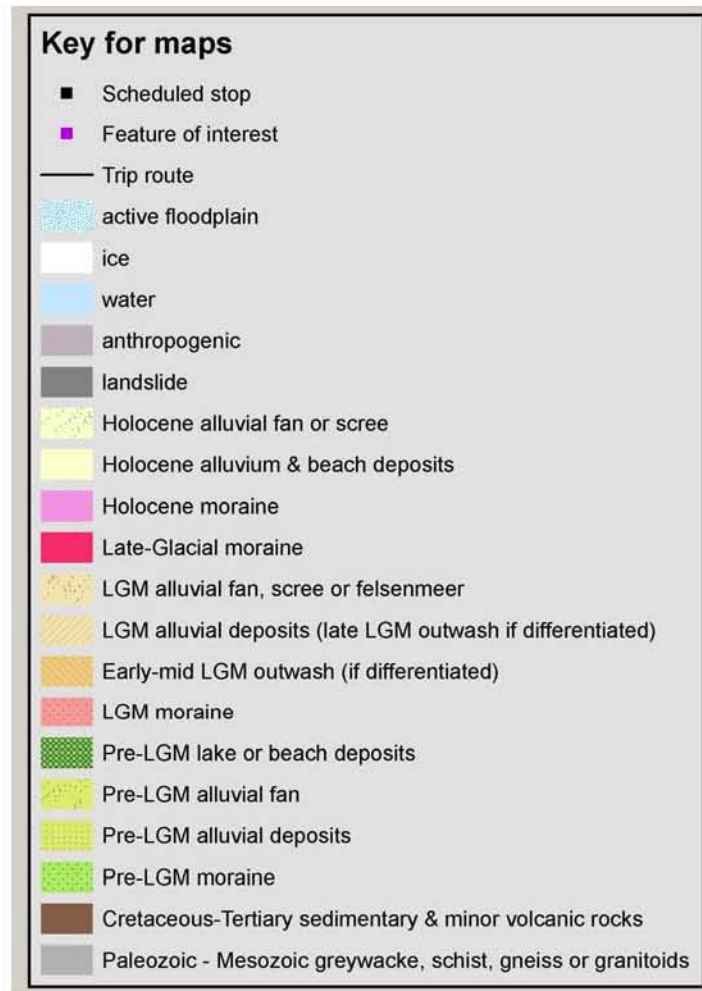 Key for maps
Scheduled stop
Feature of interest
Trip route
active floodplain
ice
water
anthropogenic
landslide
Holocene alluvial fan or scree
Holocene alluvium & beach deposits
Holocene moraine
Late-Glacial moraine
LGM alluvial fan, scree or felsenmeer
LGM alluvial deposits (late LGM outwash if differentiated)
Early-mid LGM outwash (if differentiated)
LGM moraine
Pre-LGM lake or beach deposits
Pre-LGM alluvial fan
Pre-LGM alluvial deposits
Pre-LGM moraine
Cretaceous-Tertiary sedimentary & minor volcanic rocks
Paleozoic - Mesozoic greywacke, schist, gneiss or granitoids